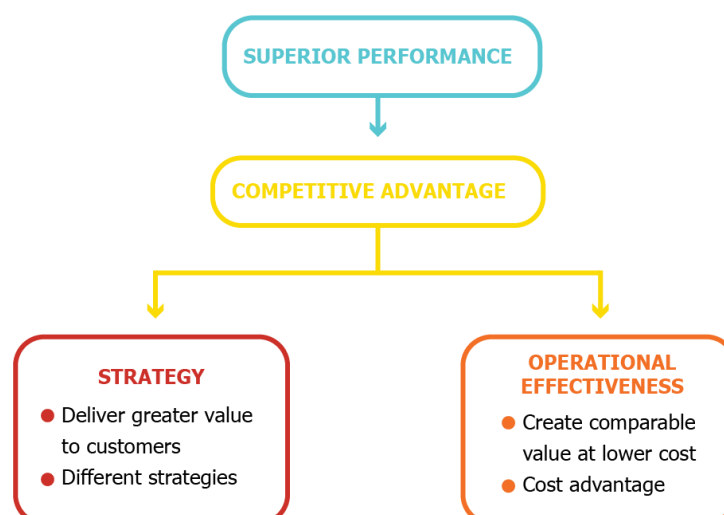 SUPERIOR PERFORMANCE
COMPETITIVE ADVANTAGE
STRATEGY
● Deliver greater value
to customers
● Different strategies
OPERATIONAL
EFFECTIVENESS
● Create comparable
value at lower cost
● Cost advantage